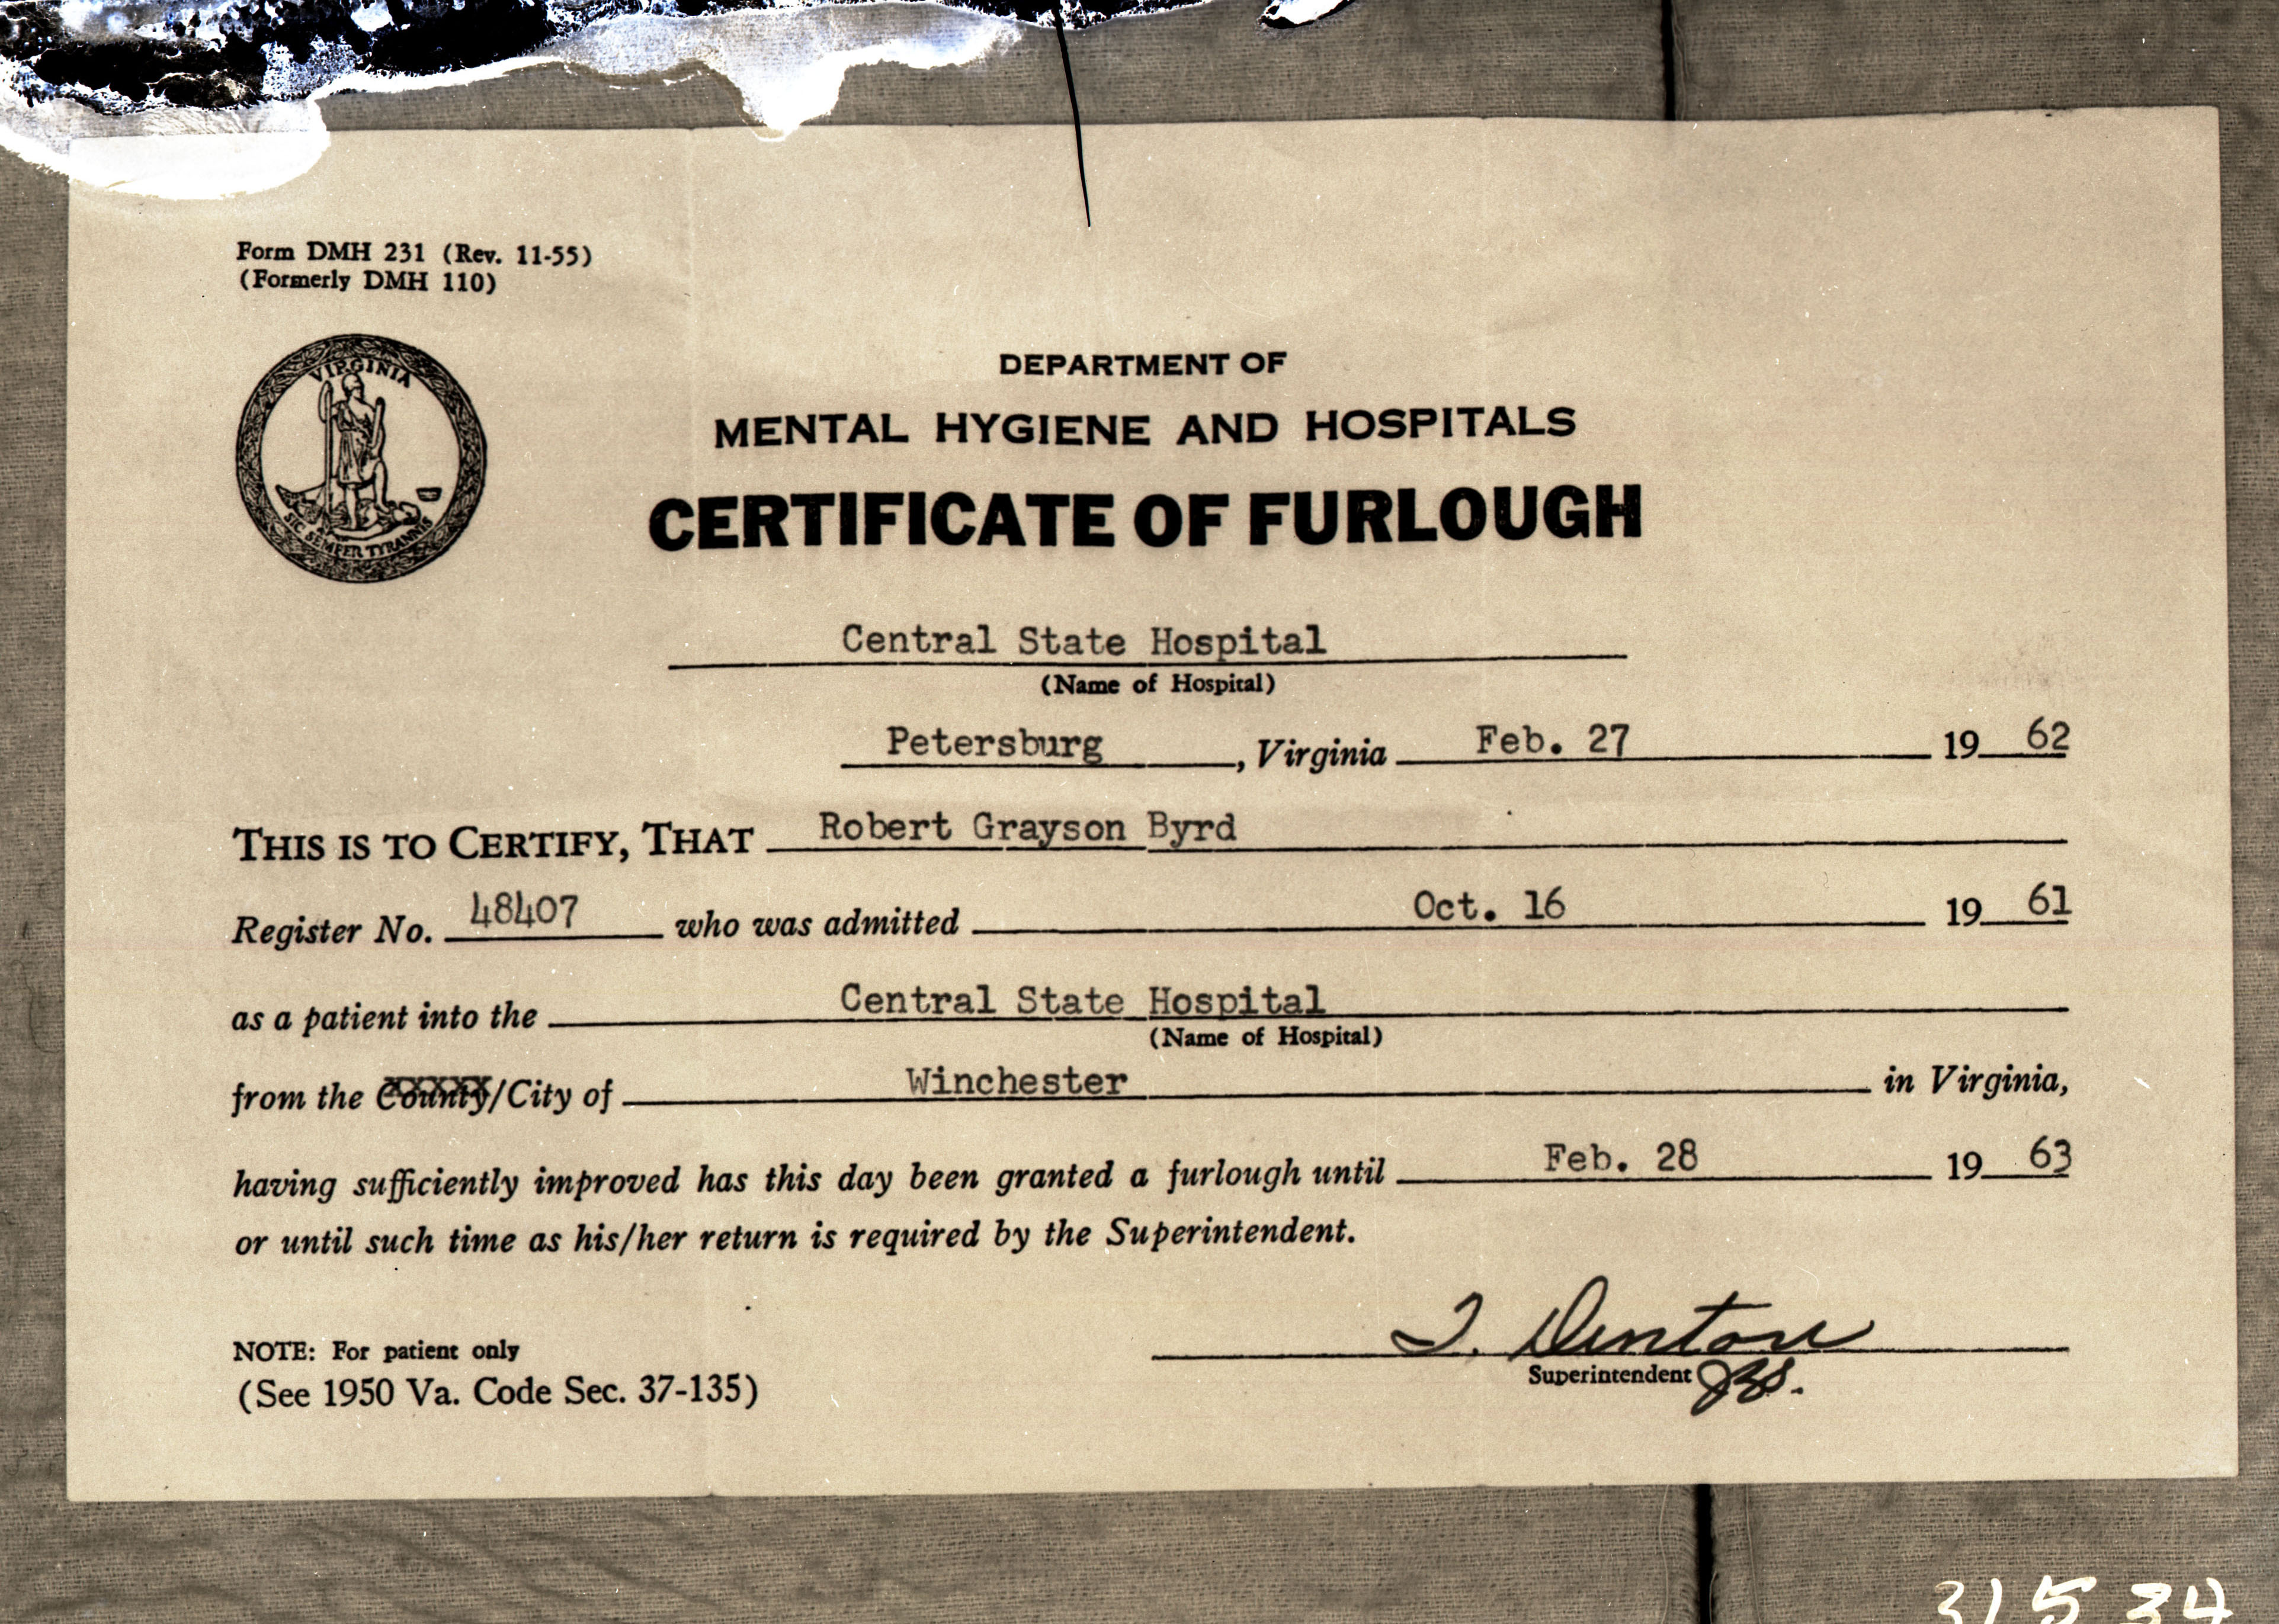 Form DMH 231 (Rev. 11-55)
(Formerly DMH 110)
VIRGINIA
SIC SEMPER TYRANNIS
DEPARTMENT OF
MENTAL HYGIENE AND HOSPITALS
CERTIFICATE OF FURLOUGH
Central State Hospital
(Name of Hospital)
Petersburg, Virginia Feb. 27 19 62
THIS IS TO CERTIFY, THAT Robert Grayson Byrd
Register No. 48407 who was admitted Oct. 16 19 61
as a patient into the Central State Hospital
(Name of Hospital)
from the County/City of Winchester in Virginia,
having sufficiently improved has this day been granted a furlough until Feb. 28 19 63
or until such time as his/her return is required by the Superintendent.
NOTE: For patient only
(See 1950 Va. Code Sec. 37-135)
Denton
Superintendent
31534